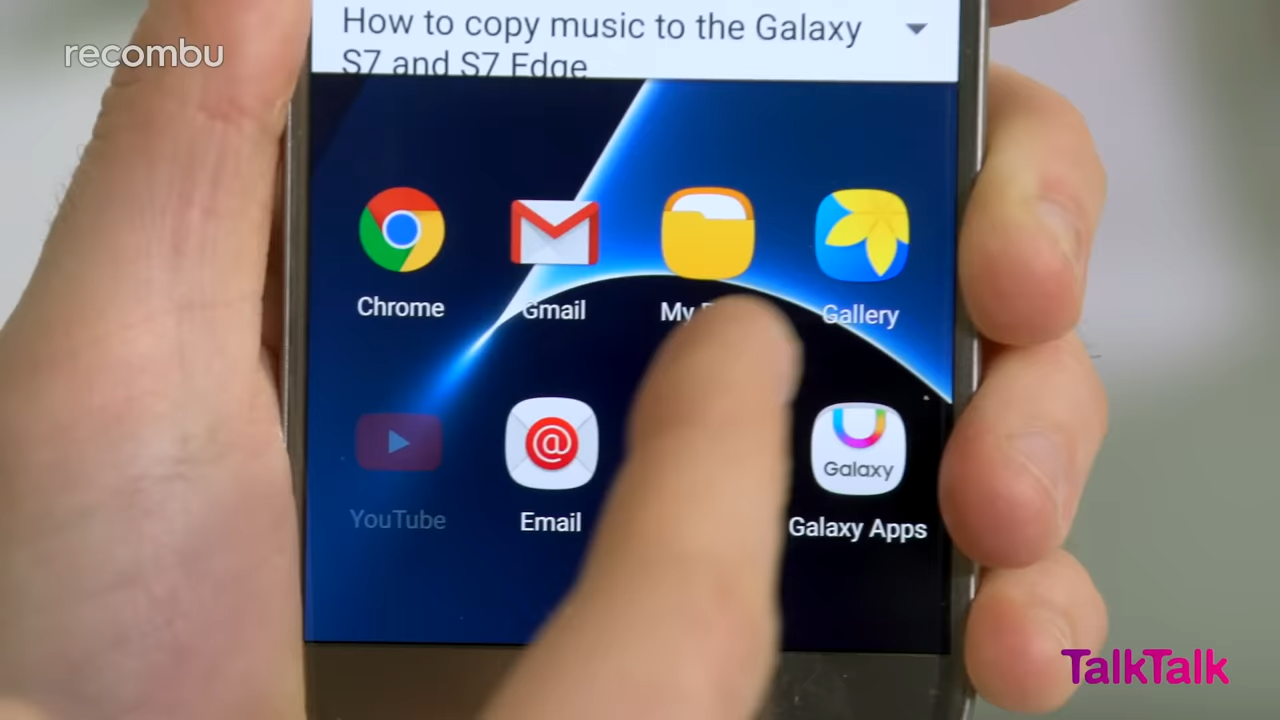 recombu
How to copy music to the Galaxy
S7 and S7 Edge
Chrome
Gmail
My
Gallery
YouTube
@
Email
Galaxy
Galaxy Apps
TalkTalk